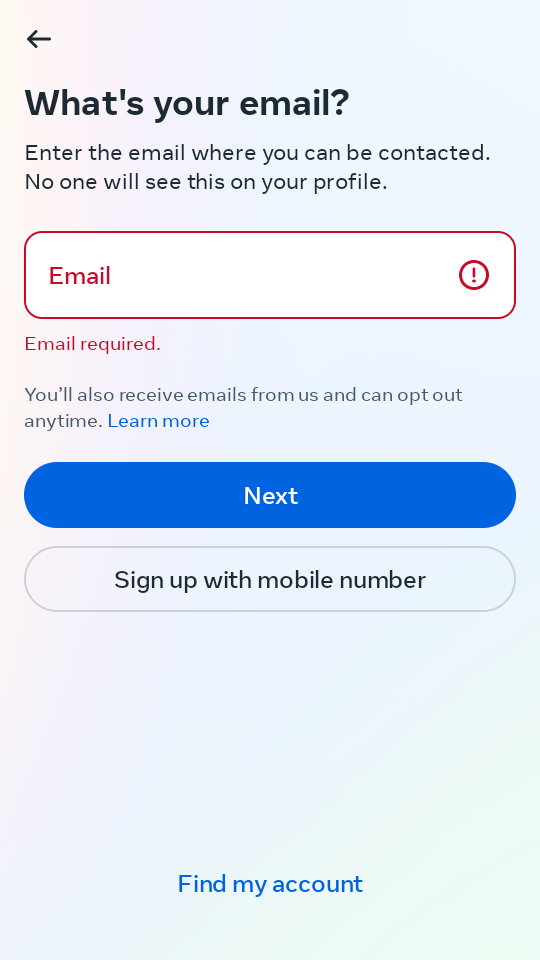 What's your email?
Enter the email where you can be contacted.
No one will see this on your profile.
Email
Email required.
You’ll also receive emails from us and can opt out
anytime. Learn more
Next
Sign up with mobile number
Find my account